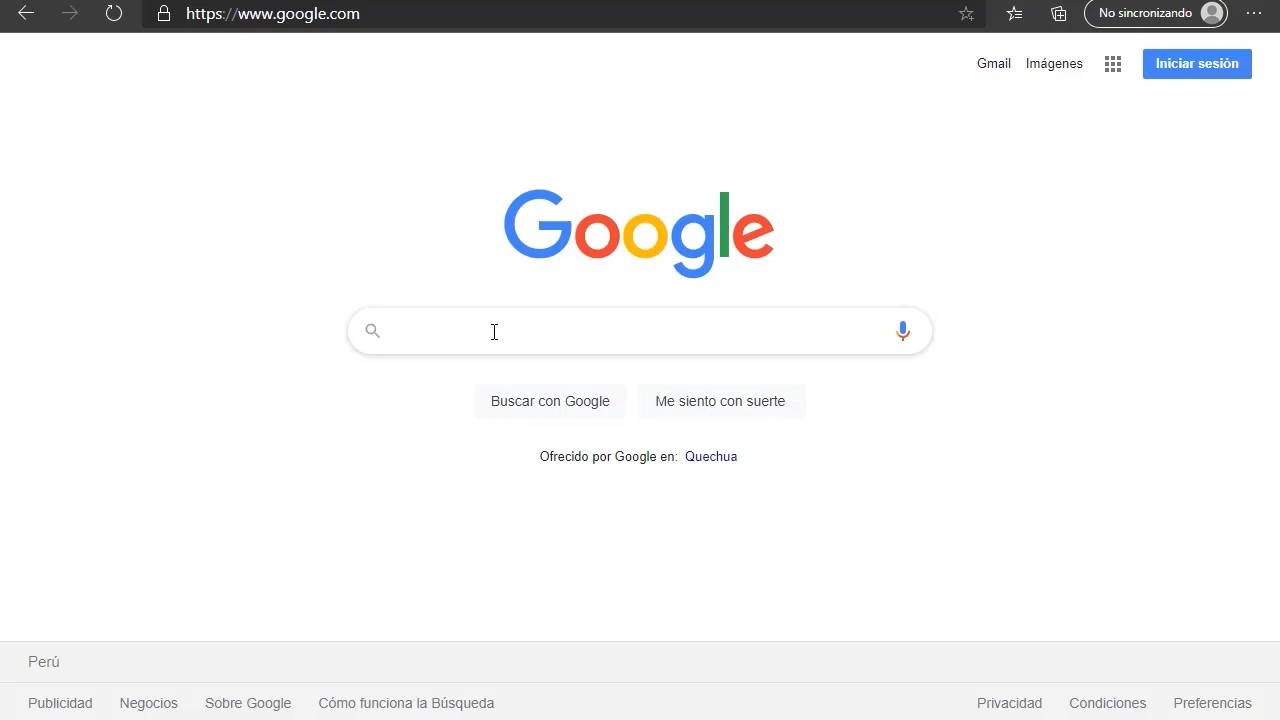 https://www.google.com
No sincronizando
Gmail Imágenes Iniciar sesión
Google
Buscar con Google Me siento con suerte
Ofrecido por Google en: Quechua
Perú
Publicidad Negocios Sobre Google Cómo funciona la Búsqueda Privacidad Condiciones Preferencias